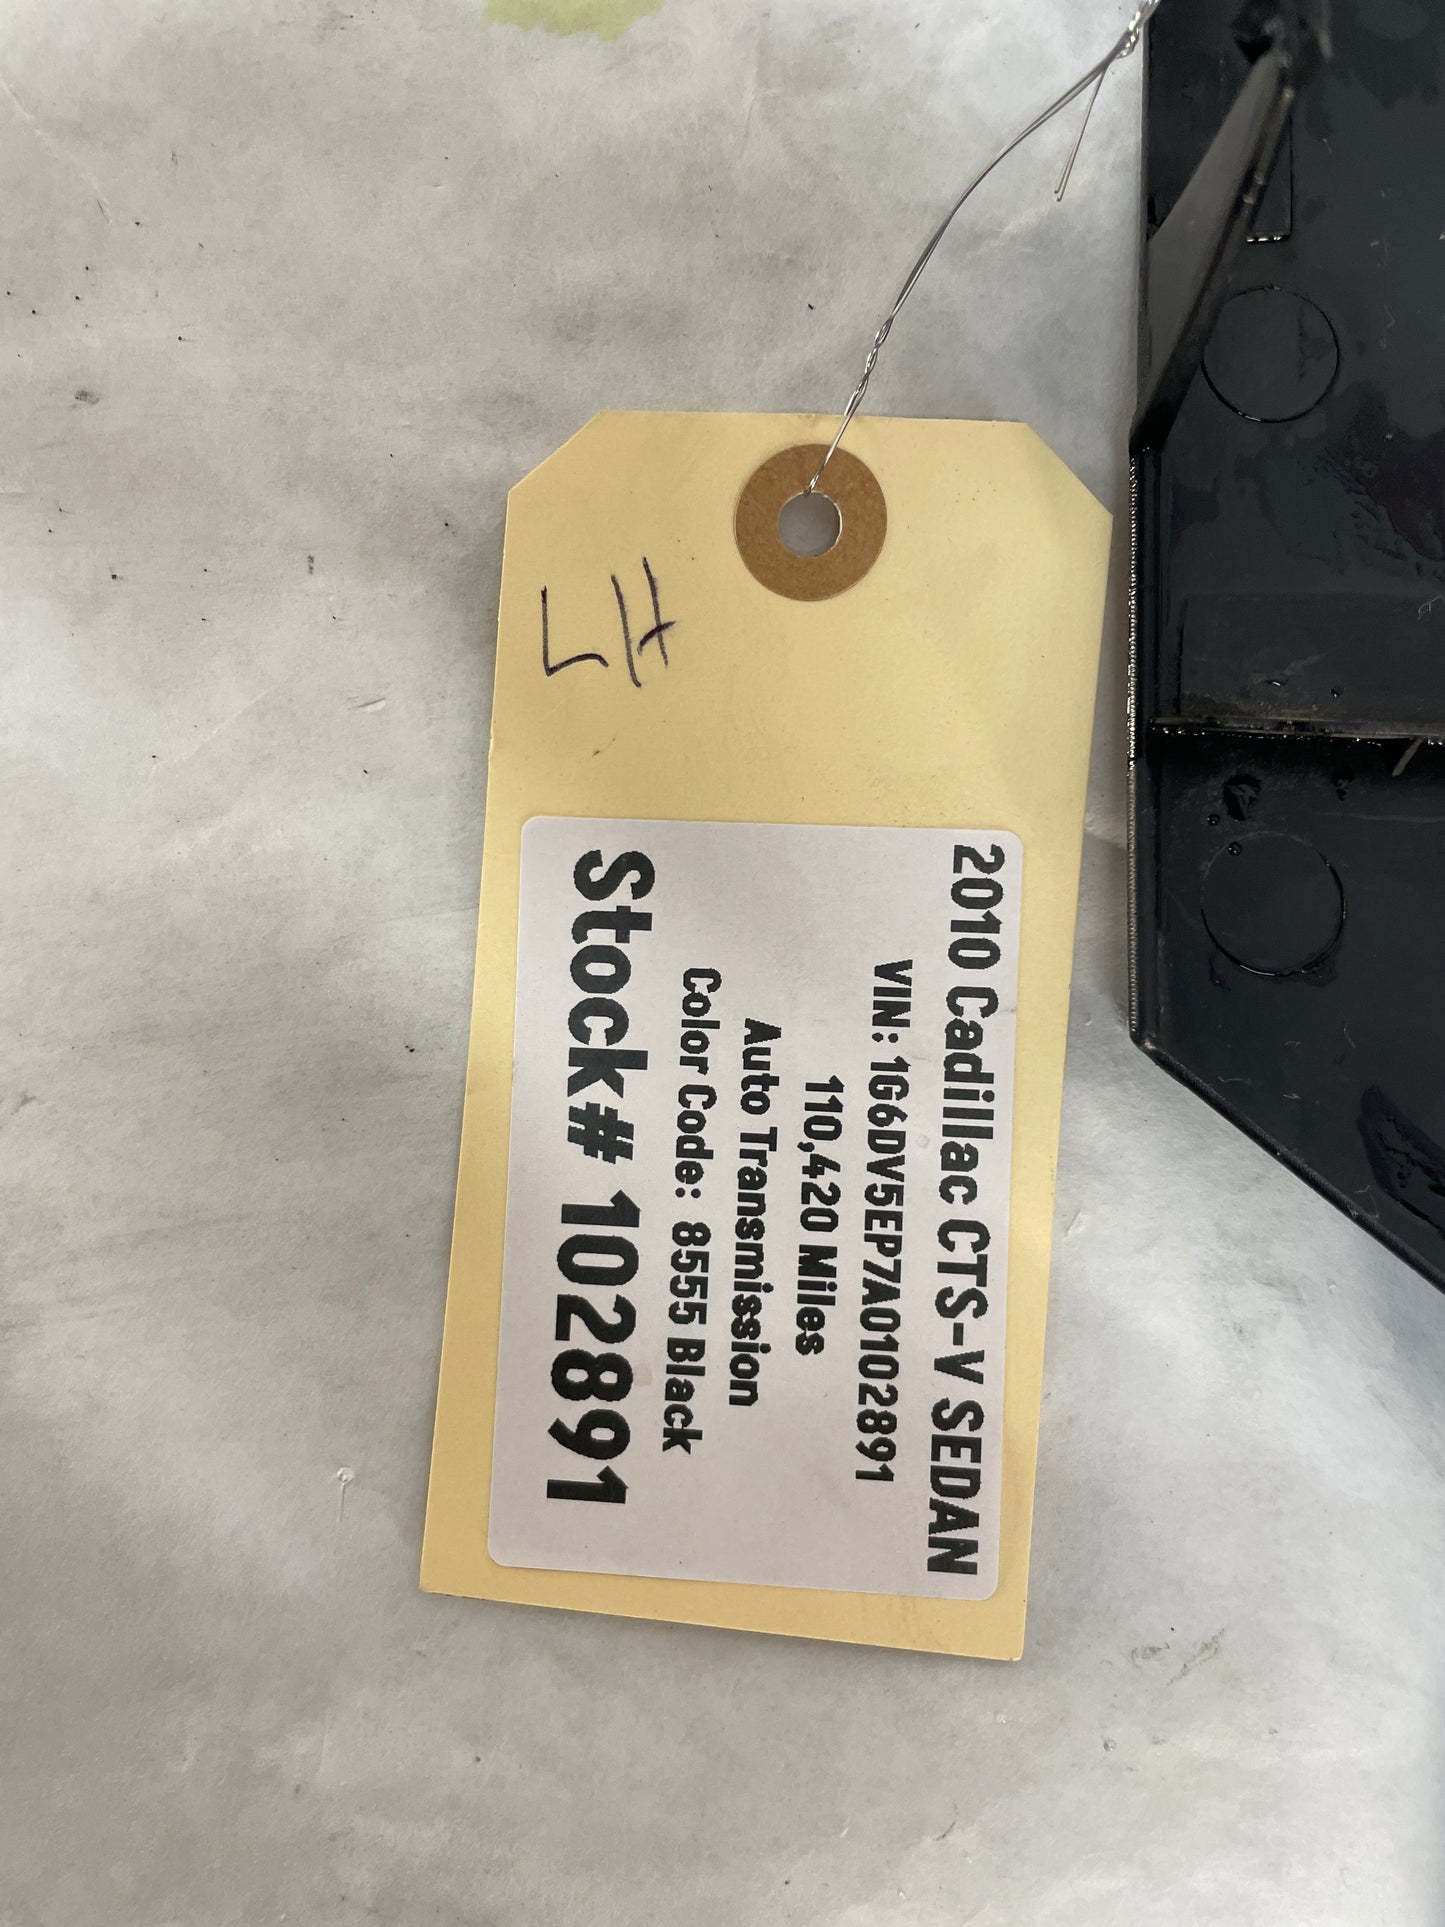 LH
2010 Cadillac CTS-V SEDAN
VIN: 1G6DV5EP7A0102891
110,420 Miles
Auto Transmission
Color Code: 8555 Black
Stock# 102891